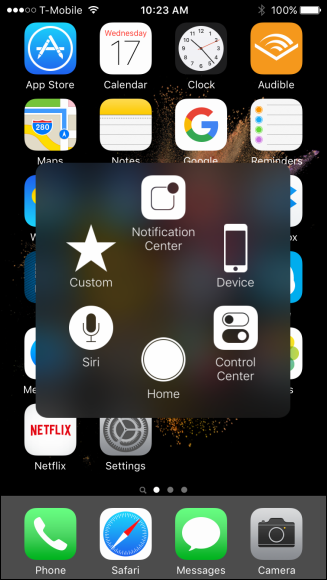 T-Mobile 10:23 AM 100%
Wednesday
17
App Store Calendar Clock Audible
280
Maps Notes Google Reminders
Notification
Center
Custom Device
Siri Control
Center
Home
NETFLIX
Netflix Settings
Phone Safari Messages Camera